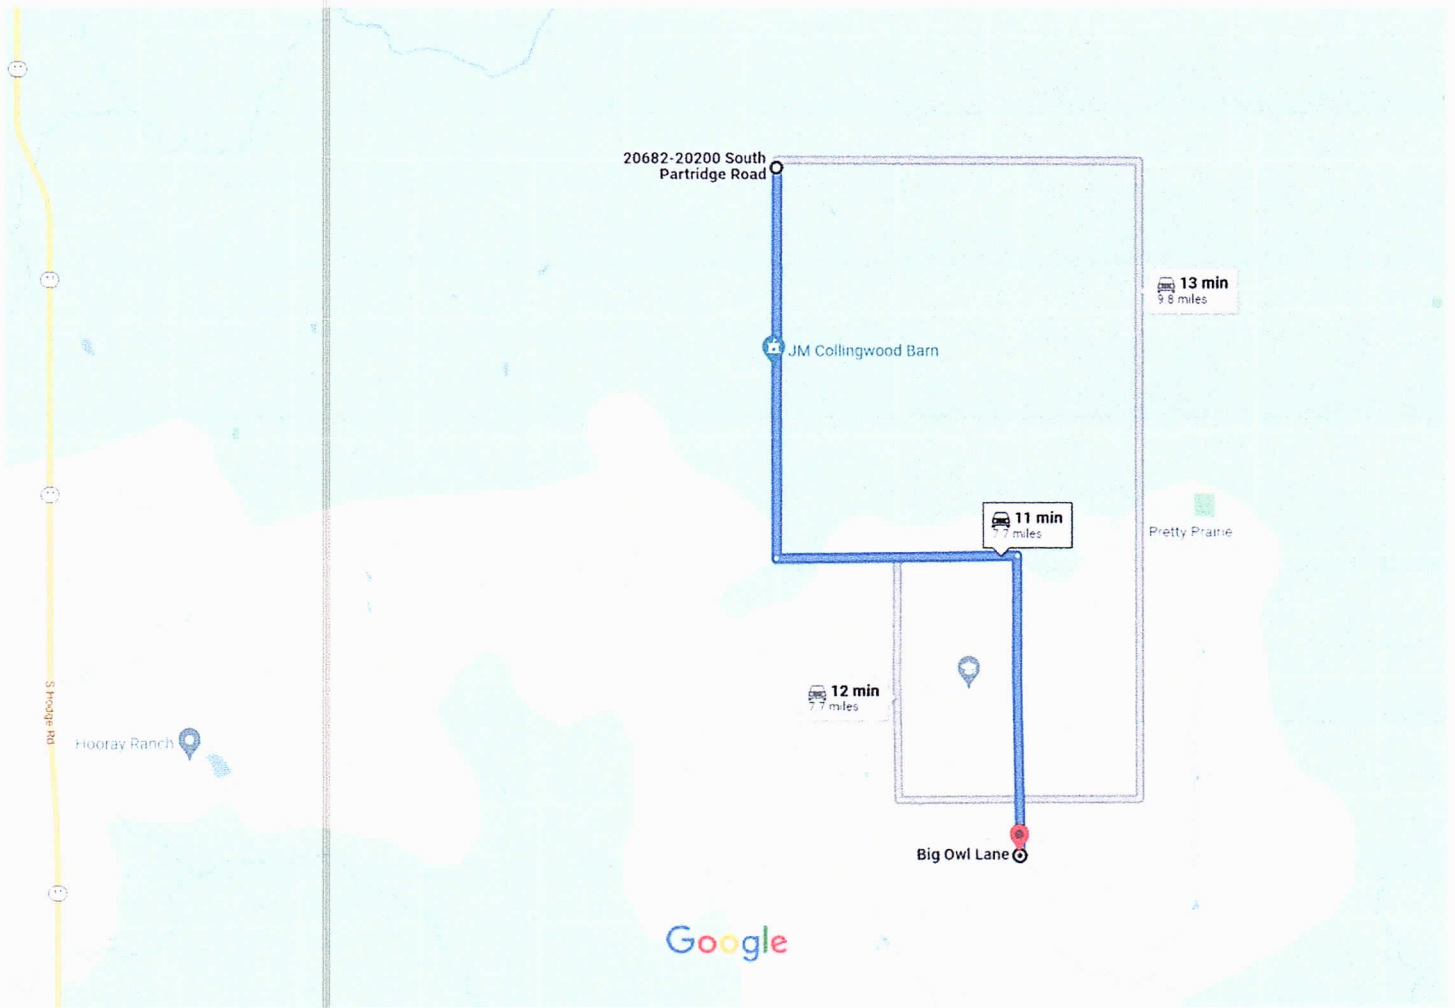 20682-20200 South
Partridge Road
13 min
9.8 miles
JM Collingwood Barn
11 min
7.7 miles
Pretty Prairie
12 min
7.7 miles
S Hodge Rd
Hooray Ranch
Big Owl Lane
Google